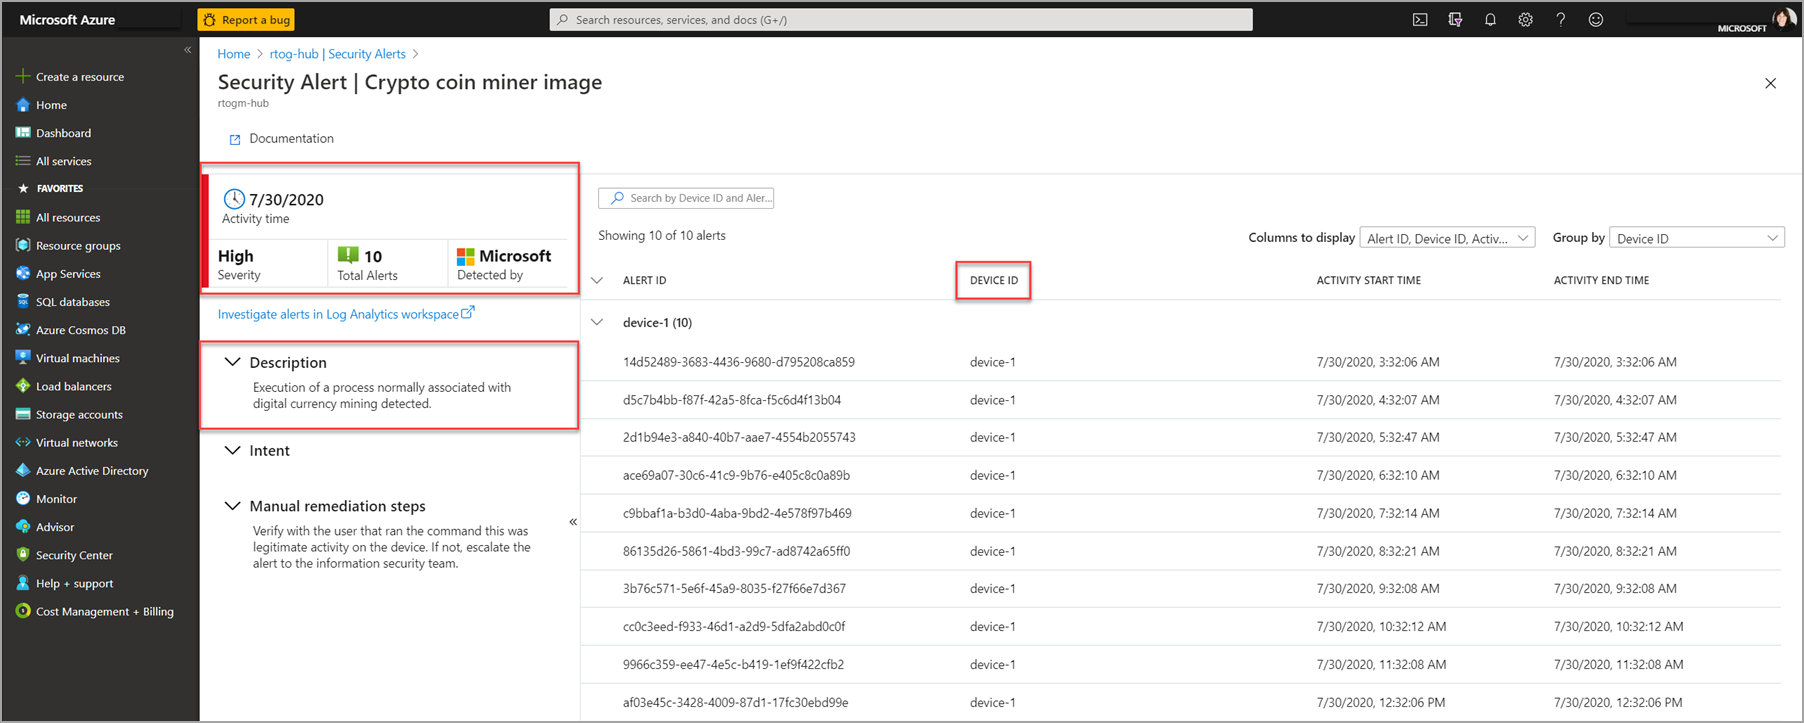 Microsoft Azure
Report a bug
Search resources, services, and docs (G+/)
MICROSOFT
«
Create a resource
Home
Dashboard
All services
FAVORITES
All resources
Resource groups
App Services
SQL databases
Azure Cosmos DB
Virtual machines
Load balancers
Storage accounts
Virtual networks
Azure Active Directory
Monitor
Advisor
Security Center
Help + support
Cost Management + Billing
Home > rtog-hub | Security Alerts >
Security Alert | Crypto coin miner image
rtogm-hub
Documentation
7/30/2020
Activity time
High
Severity
10
Total Alerts
Microsoft
Detected by
Investigate alerts in Log Analytics workspace
Description
Execution of a process normally associated with
digital currency mining detected.
Intent
Manual remediation steps
Verify with the user that ran the command this was
legitimate activity on the device. If not, escalate the
alert to the information security team.
«
Search by Device ID and Aler...
Showing 10 of 10 alerts
Columns to display Alert ID, Device ID, Activ...
Group by Device ID
ALERT ID DEVICE ID ACTIVITY START TIME ACTIVITY END TIME
device-1 (10)
14d52489-3683-4436-9680-d795208ca859 device-1 7/30/2020, 3:32:06 AM 7/30/2020, 3:32:06 AM
d5c7b4bb-f87f-42a5-8fca-f5c6d4f13b04 device-1 7/30/2020, 4:32:07 AM 7/30/2020, 4:32:07 AM
2d1b94e3-a840-40b7-aae7-4554b2055743 device-1 7/30/2020, 5:32:47 AM 7/30/2020, 5:32:47 AM
ace69a07-30c6-41c9-9b76-e405c8c0a89b device-1 7/30/2020, 6:32:10 AM 7/30/2020, 6:32:10 AM
c9bbaf1a-b3d0-4aba-9bd2-4e578f97b469 device-1 7/30/2020, 7:32:14 AM 7/30/2020, 7:32:14 AM
86135d26-5861-4bd3-99c7-ad8742a65ff0 device-1 7/30/2020, 8:32:21 AM 7/30/2020, 8:32:21 AM
3b76c571-5e6f-45a9-8035-f27f66e7d367 device-1 7/30/2020, 9:32:08 AM 7/30/2020, 9:32:08 AM
cc0c3eed-f933-46d1-a2d9-5dfa2abd0c0f device-1 7/30/2020, 10:32:12 AM 7/30/2020, 10:32:12 AM
9966c359-ee47-4e5c-b419-1ef9f422cfb2 device-1 7/30/2020, 11:32:08 AM 7/30/2020, 11:32:08 AM
af03e45c-3428-4009-87d1-17fc30ebd99e device-1 7/30/2020, 12:32:06 PM 7/30/2020, 12:32:06 PM